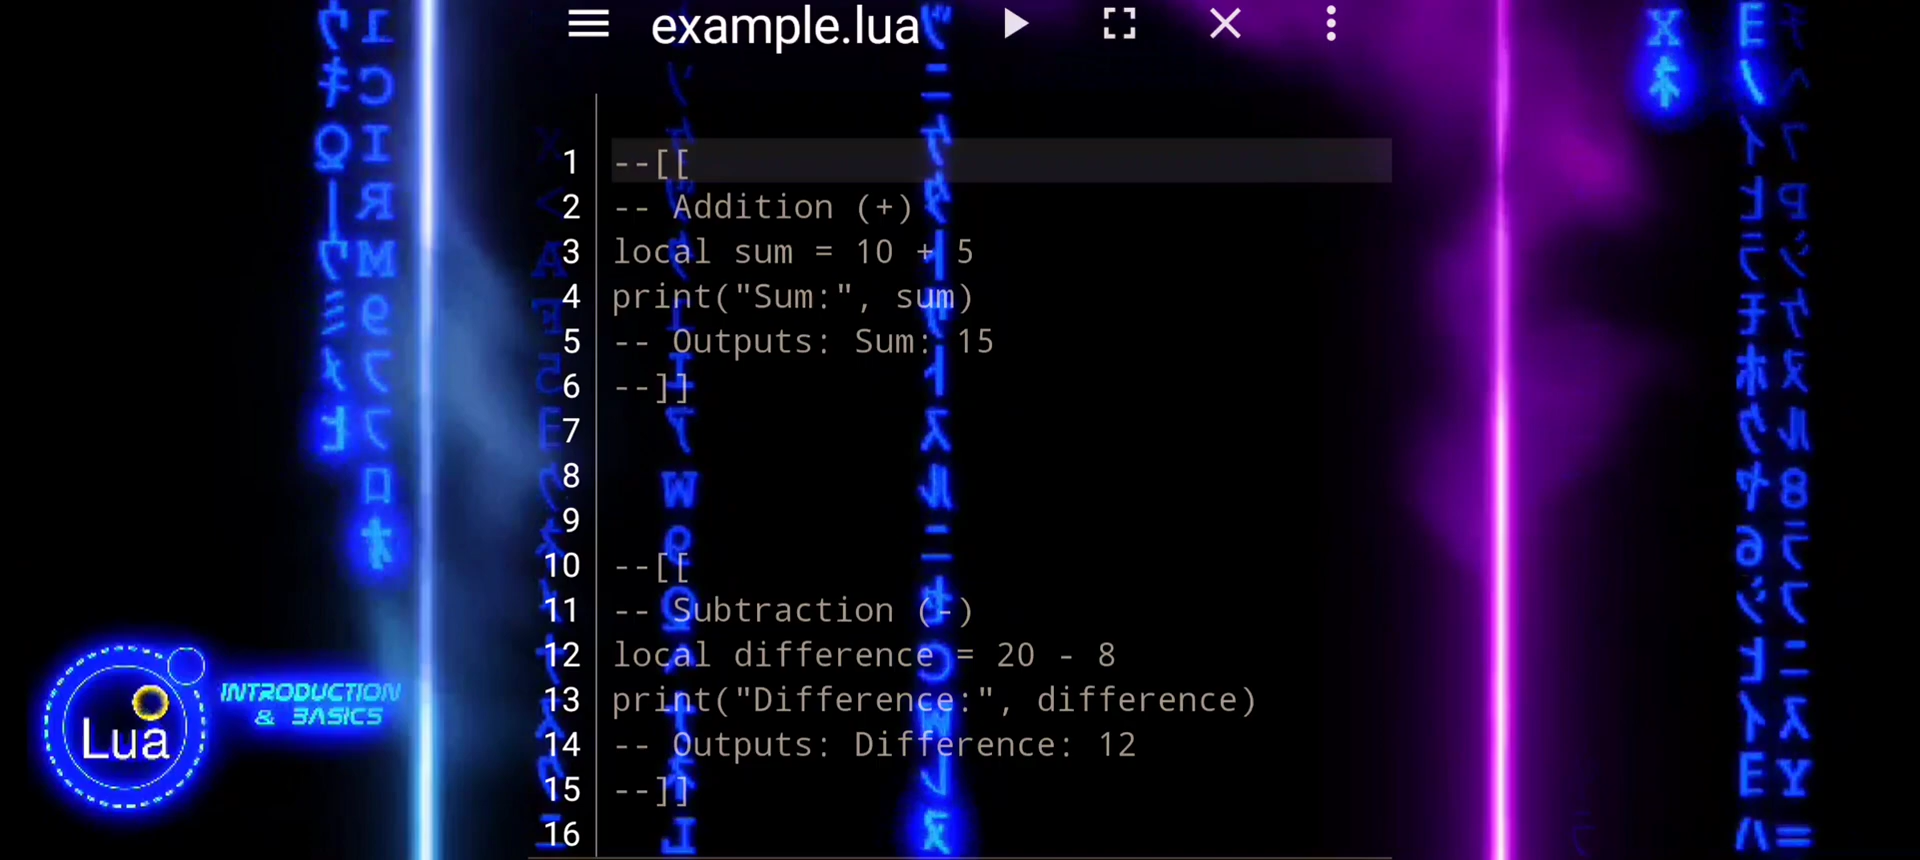 example.lua
1 --[[
2 -- Addition (+)
3 local sum = 10 + 5
4 print("Sum:", sum)
5 -- Outputs: Sum: 15
6 --]]
7
8
9
10 --[[
11 -- Subtraction (-)
12 local difference = 20 - 8
13 print("Difference:", difference)
14 -- Outputs: Difference: 12
15 --]]
16
Lua
INTRODUCTION
& BASICS